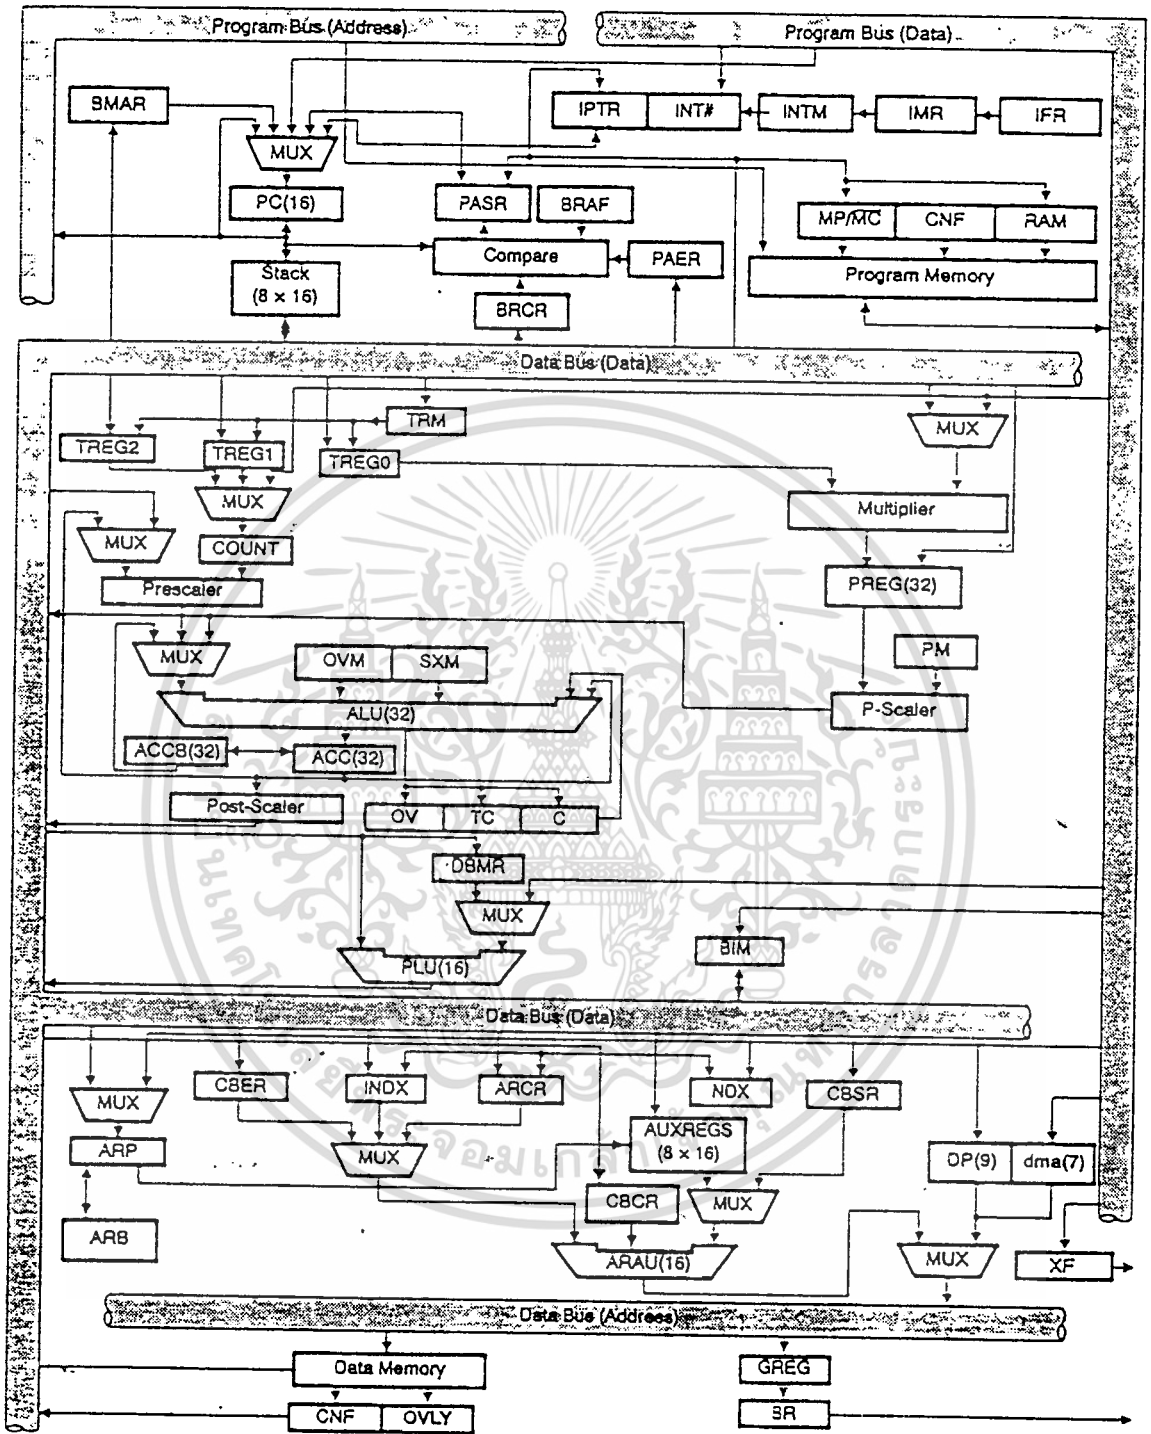 Program Bus (Address)
Program Bus (Data)
BMAR
IPTR
INT#
INTM
IMR
IFR
MUX
PC(16)
PASR
BRAF
MP/MC
CNF
RAM
Stack
(8 × 16)
Compare
PAER
Program Memory
BRCR
Data Bus (Data)
TRM
MUX
TREG2
TREG1
TREG0
MUX
Multiplier
MUX
COUNT
Prescaler
PREG(32)
MUX
OVM
SXM
PM
ALU(32)
P-Scaler
ACCB(32)
ACC(32)
Post-Scaler
OV
TC
C
DBMR
MUX
BIM
PLU(16)
Data Bus (Data)
MUX
CBER
INDX
ARCR
NDX
CBSR
ARP
MUX
AUXREGS
(8 × 16)
DP(9)
dma(7)
CBCR
MUX
ARB
ARAU(16)
MUX
XF
Data Bus (Address)
Data Memory
GREG
CNF
OVLY
BR